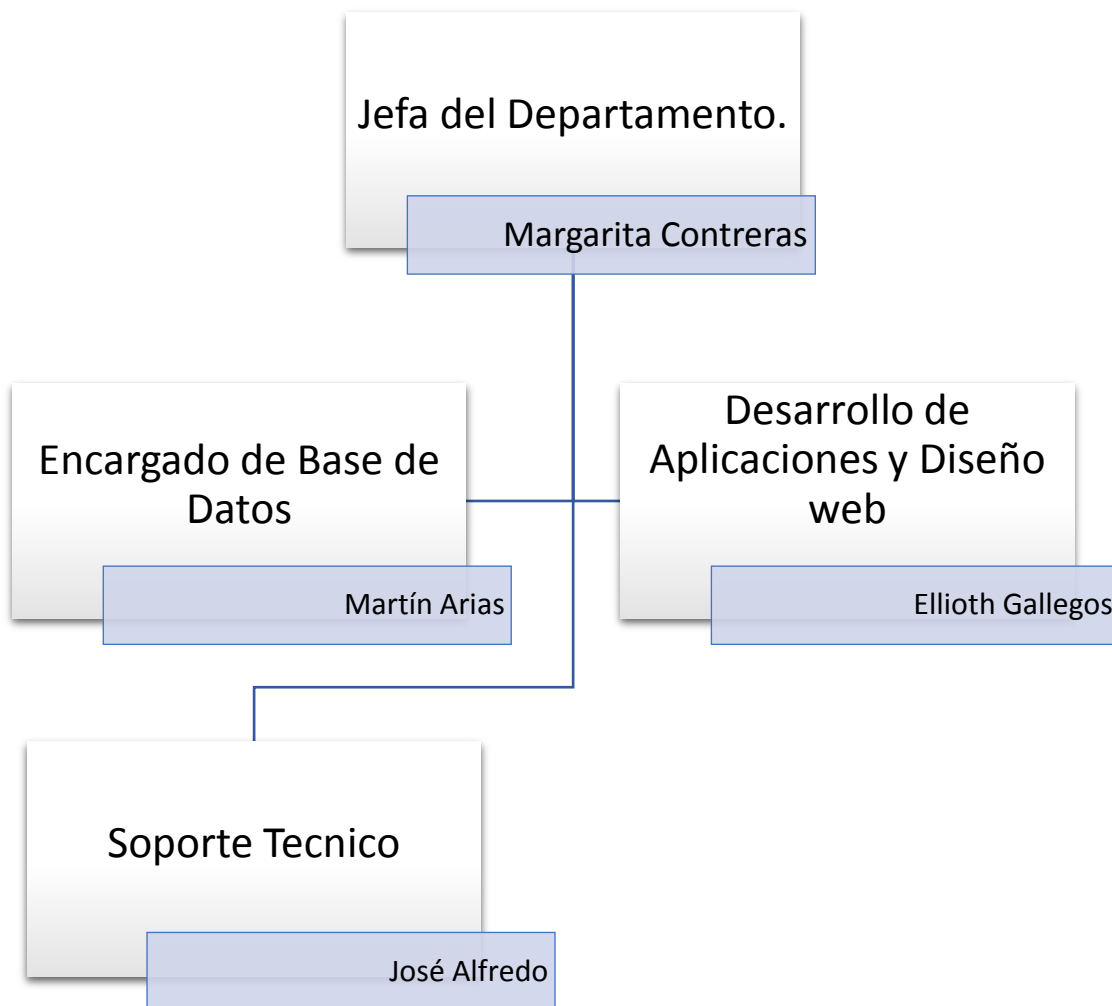 Jefa del Departamento.
Margarita Contreras
Encargado de Base de
Datos
Martín Arias
Desarrollo de
Aplicaciones y Diseño
web
Ellioth Gallegos
Soporte Tecnico
José Alfredo